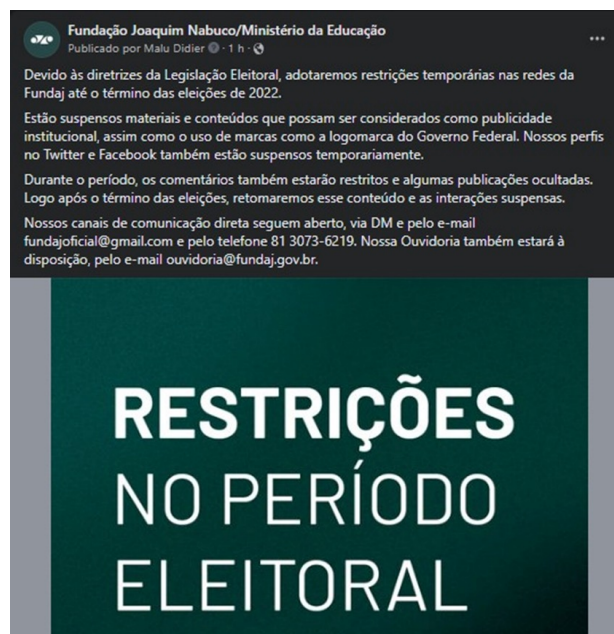 Fundação Joaquim Nabuco/Ministério da Educação
Publicado por Malu Didier · 1 h ·
Devido às diretrizes da Legislação Eleitoral, adotaremos restrições temporárias nas redes da
Fundaj até o término das eleições de 2022.
Estão suspensos materiais e conteúdos que possam ser considerados como publicidade
institucional, assim como o uso de marcas como a logomarca do Governo Federal. Nossos perfis
no Twitter e Facebook também estão suspensos temporariamente.
Durante o período, os comentários também estarão restritos e algumas publicações ocultadas.
Logo após o término das eleições, retomaremos esse conteúdo e as interações suspensas.
Nossos canais de comunicação direta seguem aberto, via DM e pelo e-mail
fundajoficial@gmail.com e pelo telefone 81 3073-6219. Nossa Ouvidoria também estará à
disposição, pelo e-mail ouvidoria@fundaj.gov.br.
RESTRIÇÕES
NO PERÍODO
ELEITORAL